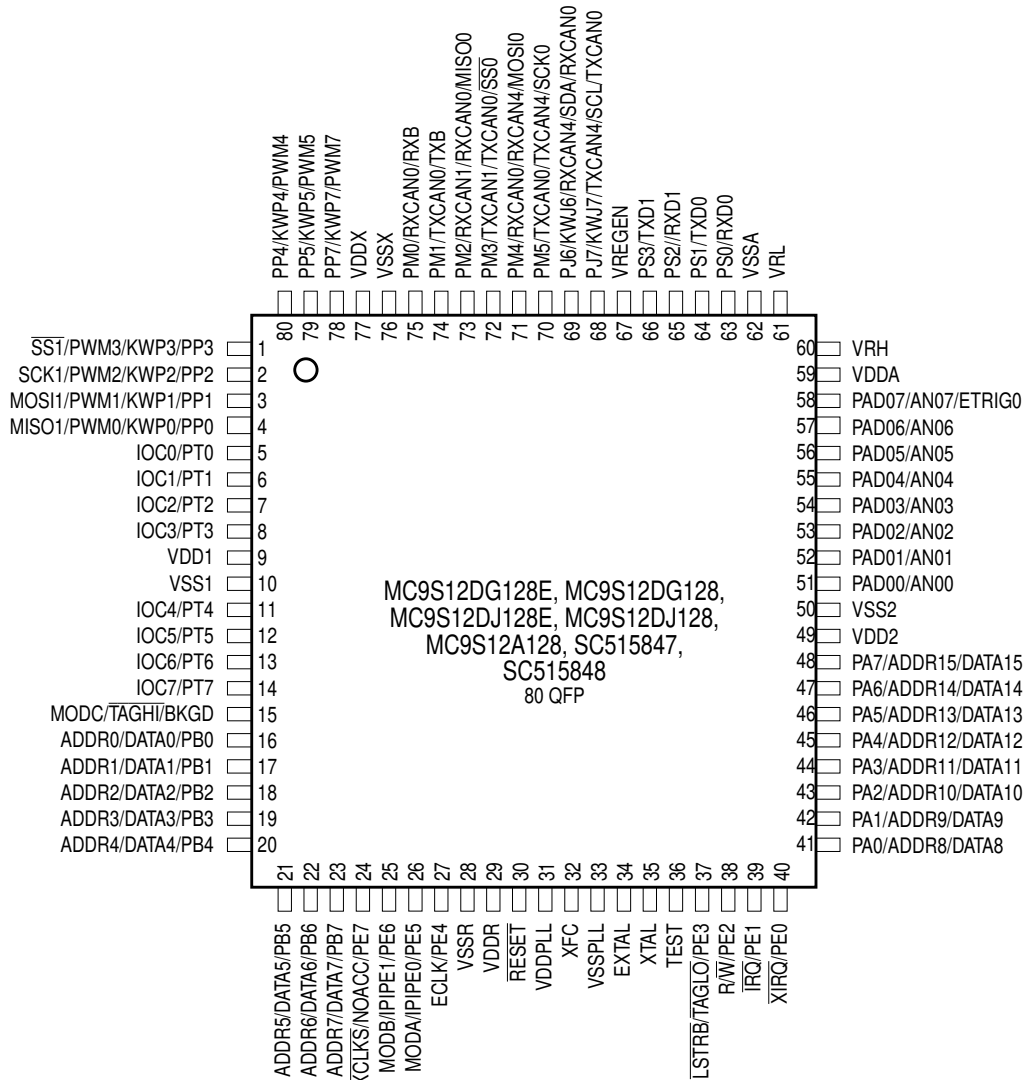 PP4/KWP4/PWM4
PP5/KWP5/PWM5
PP7/KWP7/PWM7
VDDX
VSSX
PM0/RXCAN0/RXB
PM1/TXCAN0/TXB
PM2/RXCAN1/RXCAN0/MISO0
PM3/TXCAN1/TXCAN0/SS0
PM4/RXCAN0/RXCAN4/MOSI0
PM5/TXCAN0/TXCAN4/SCK0
PJ6/KWJ6/RXCAN4/SDA/RXCAN0
PJ7/KWJ7/TXCAN4/SCL/TXCAN0
VREGEN
PS3/TXD1
PS2//RXD1
PS1/TXD0
PS0/RXD0
VSSA
VRL
80 79 78 77 76 75 74 73 72 71 70 69 68 67 66 65 64 63 62 61
SS1/PWM3/KWP3/PP3 1
SCK1/PWM2/KWP2/PP2 2
MOSI1/PWM1/KWP1/PP1 3
MISO1/PWM0/KWP0/PP0 4
IOC0/PT0 5
IOC1/PT1 6
IOC2/PT2 7
IOC3/PT3 8
VDD1 9
VSS1 10
IOC4/PT4 11
IOC5/PT5 12
IOC6/PT6 13
IOC7/PT7 14
MODC/TAGHI/BKGD 15
ADDR0/DATA0/PB0 16
ADDR1/DATA1/PB1 17
ADDR2/DATA2/PB2 18
ADDR3/DATA3/PB3 19
ADDR4/DATA4/PB4 20
MC9S12DG128E, MC9S12DG128,
MC9S12DJ128E, MC9S12DJ128,
MC9S12A128, SC515847,
SC515848
80 QFP
60 VRH
59 VDDA
58 PAD07/AN07/ETRIG0
57 PAD06/AN06
56 PAD05/AN05
55 PAD04/AN04
54 PAD03/AN03
53 PAD02/AN02
52 PAD01/AN01
51 PAD00/AN00
50 VSS2
49 VDD2
48 PA7/ADDR15/DATA15
47 PA6/ADDR14/DATA14
46 PA5/ADDR13/DATA13
45 PA4/ADDR12/DATA12
44 PA3/ADDR11/DATA11
43 PA2/ADDR10/DATA10
42 PA1/ADDR9/DATA9
41 PA0/ADDR8/DATA8
21 22 23 24 25 26 27 28 29 30 31 32 33 34 35 36 37 38 39 40
ADDR5/DATA5/PB5
ADDR6/DATA6/PB6
ADDR7/DATA7/PB7
XCLKS/NOACC/PE7
MODB/IPIPE1/PE6
MODA/IPIPE0/PE5
ECLK/PE4
VSSR
VDDR
RESET
VDDPLL
XFC
VSSPLL
EXTAL
XTAL
TEST
LSTRB/TAGLO/PE3
R/W/PE2
IRQ/PE1
XIRQ/PE0